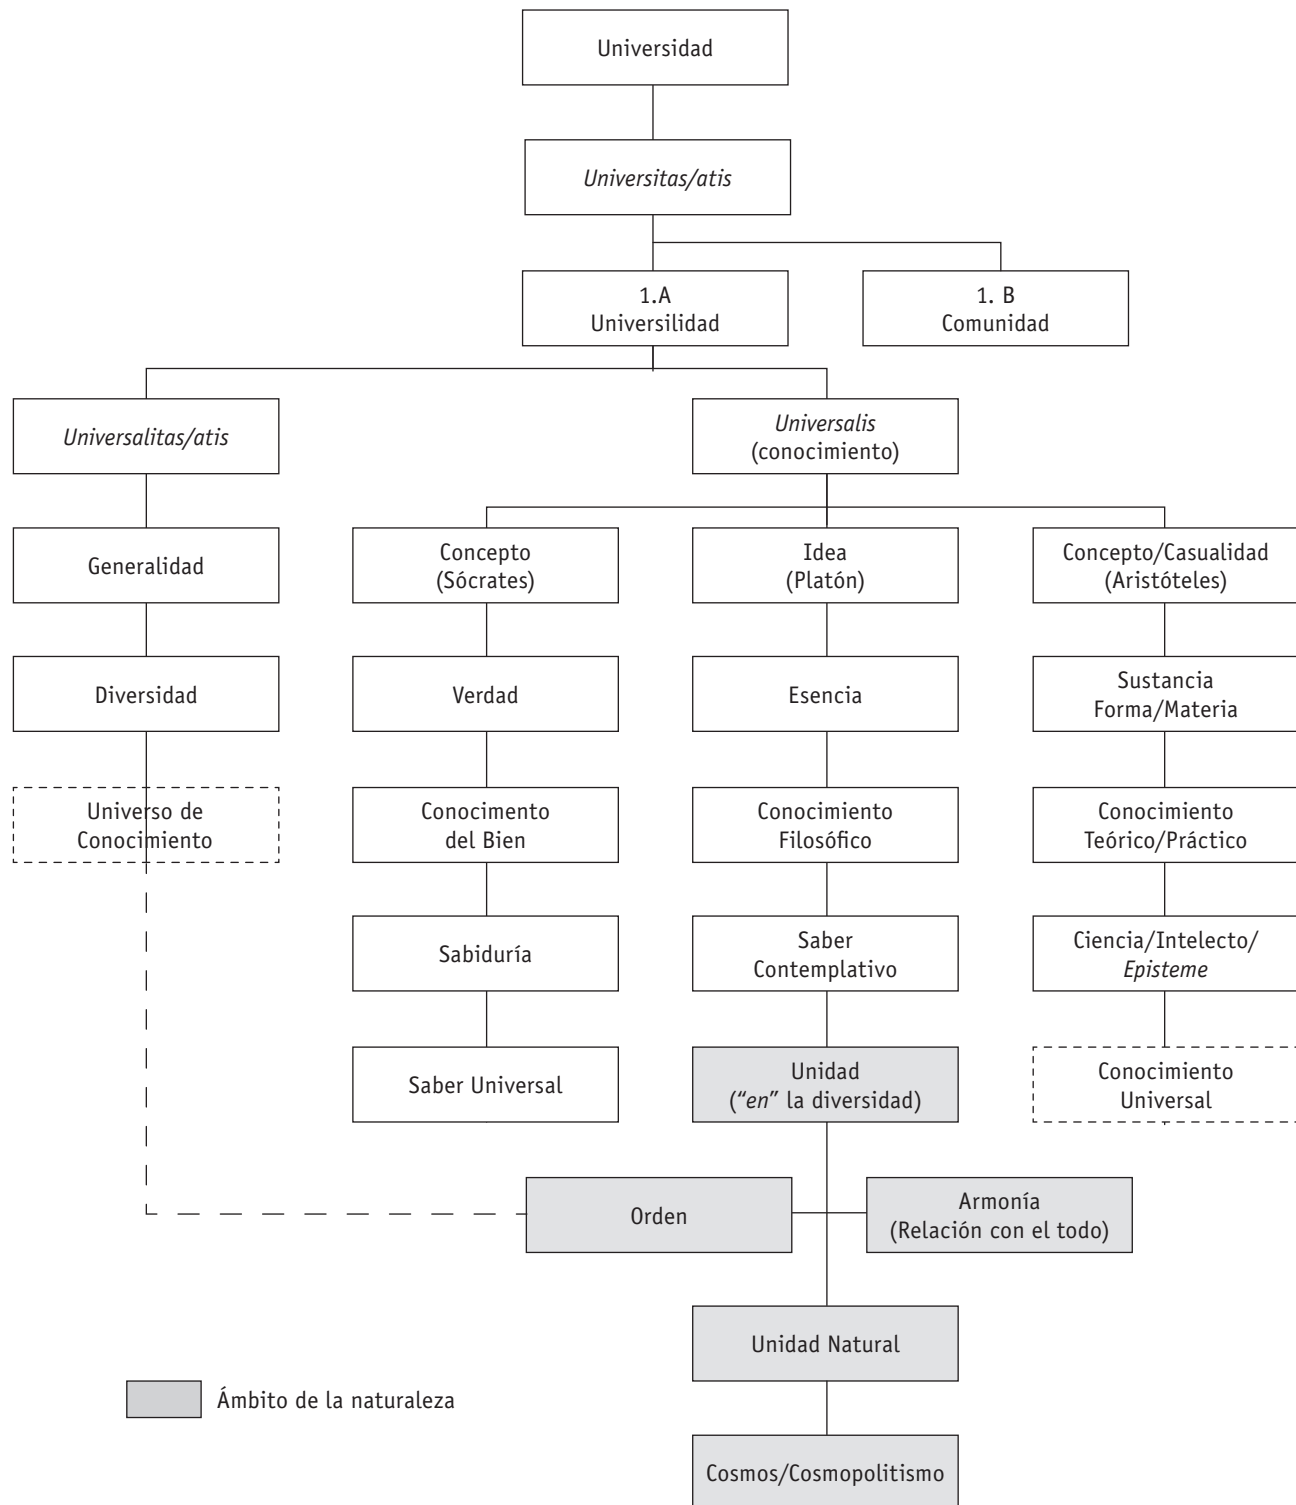 Universidad
Universitas/atis
1.A
Universilidad
1. B
Comunidad
Universalitas/atis
Universalis
(conocimiento)
Generalidad
Concepto
(Sócrates)
Idea
(Platón)
Concepto/Casualidad
(Aristóteles)
Diversidad
Verdad
Esencia
Sustancia
Forma/Materia
Universo de
Conocimiento
Conocimento
del Bien
Conocimiento
Filosófico
Conocimiento
Teórico/Práctico
Sabiduría
Saber
Contemplativo
Ciencia/Intelecto/
Episteme
Saber Universal
Unidad
(“en” la diversidad)
Conocimiento
Universal
Orden
Armonía
(Relación con el todo)
Unidad Natural
Ámbito de la naturaleza
Cosmos/Cosmopolitismo